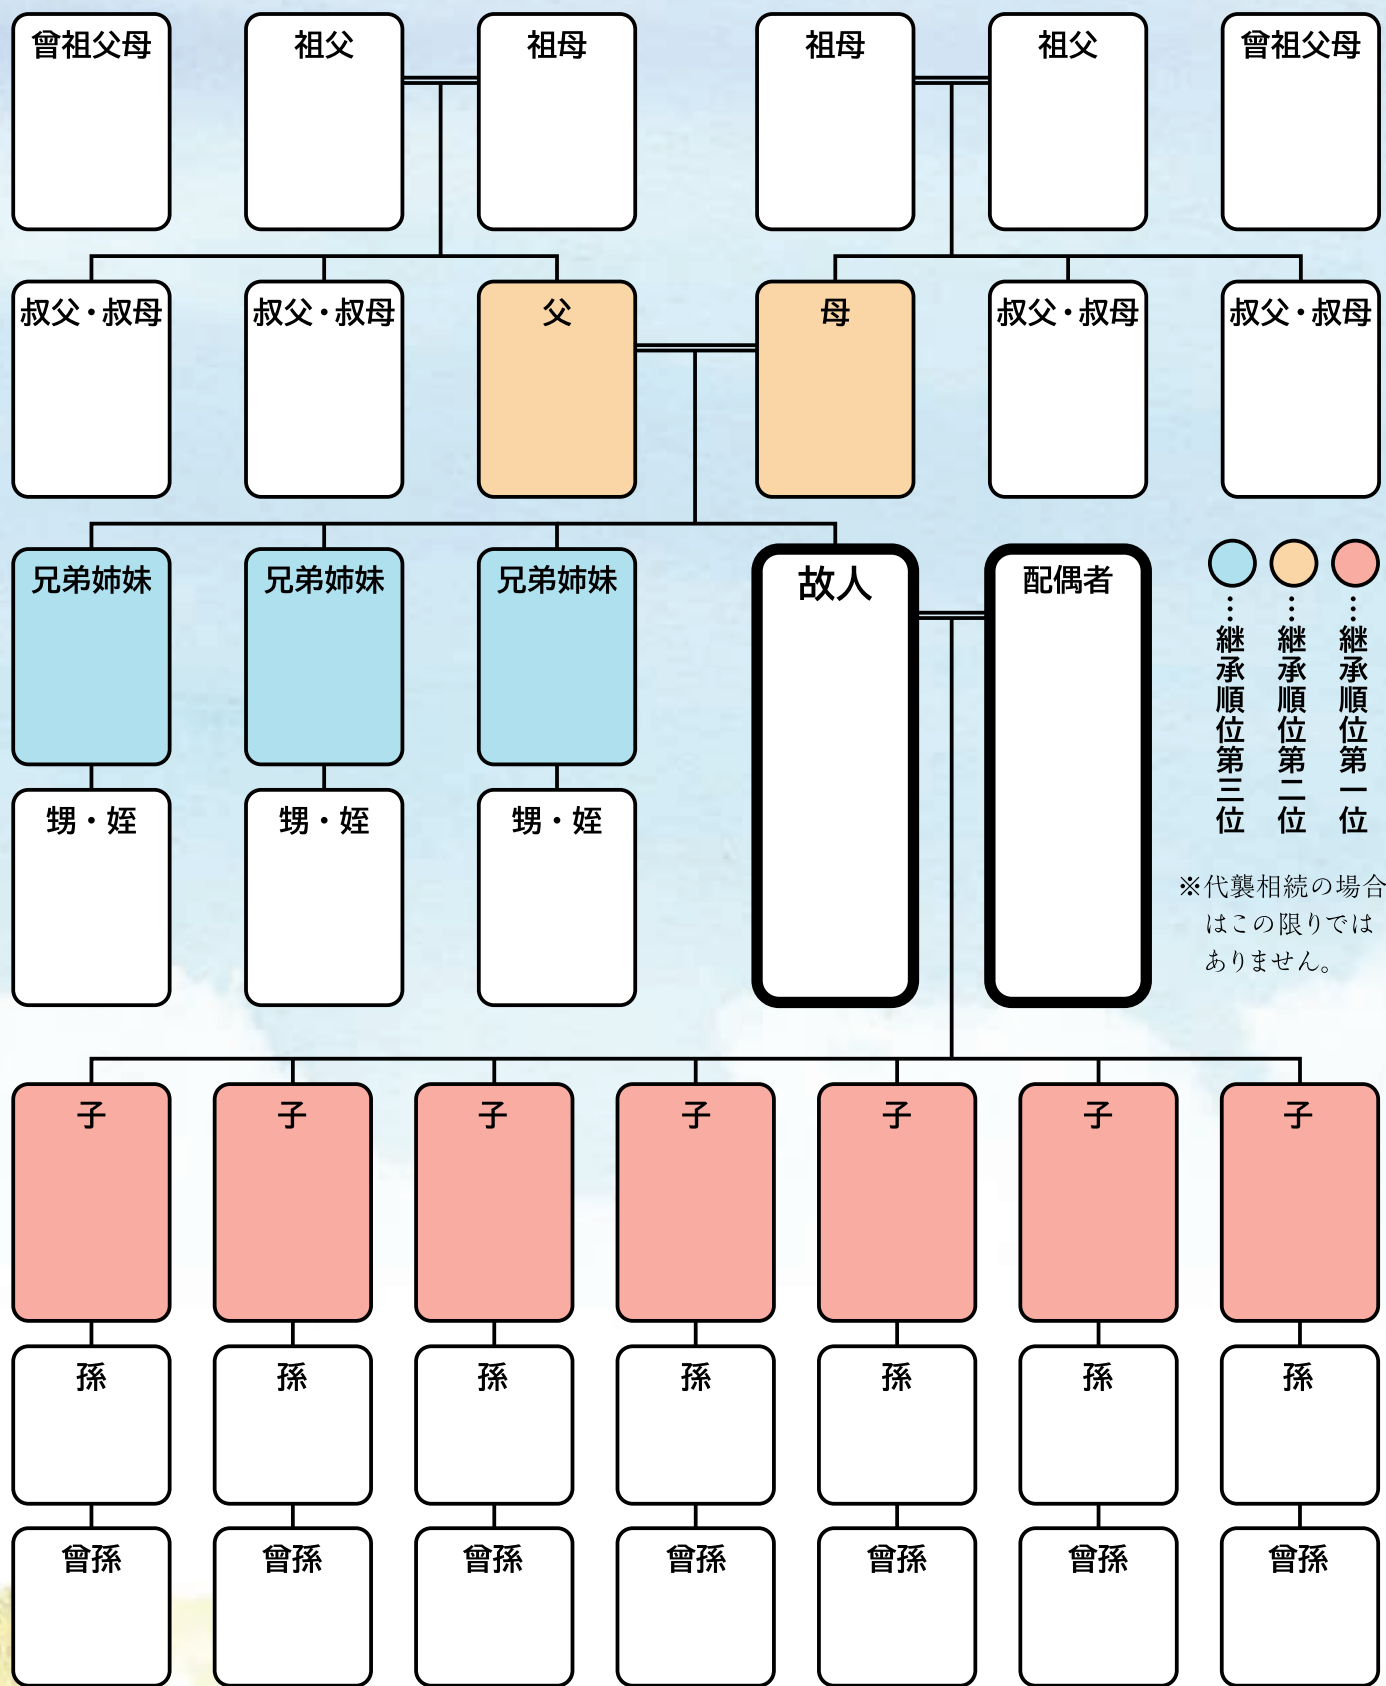 曾祖父母
祖父
祖母
祖母
祖父
曾祖父母
叔父・叔母
叔父・叔母
父
母
叔父・叔母
叔父・叔母
兄弟姉妹
兄弟姉妹
兄弟姉妹
故人
配偶者
…継承順位第一位
…継承順位第二位
…継承順位第三位
甥・姪
甥・姪
甥・姪
※代襲相続の場合
はこの限りでは
ありません。
子
子
子
子
子
子
子
孫
孫
孫
孫
孫
孫
孫
曾孫
曾孫
曾孫
曾孫
曾孫
曾孫
曾孫